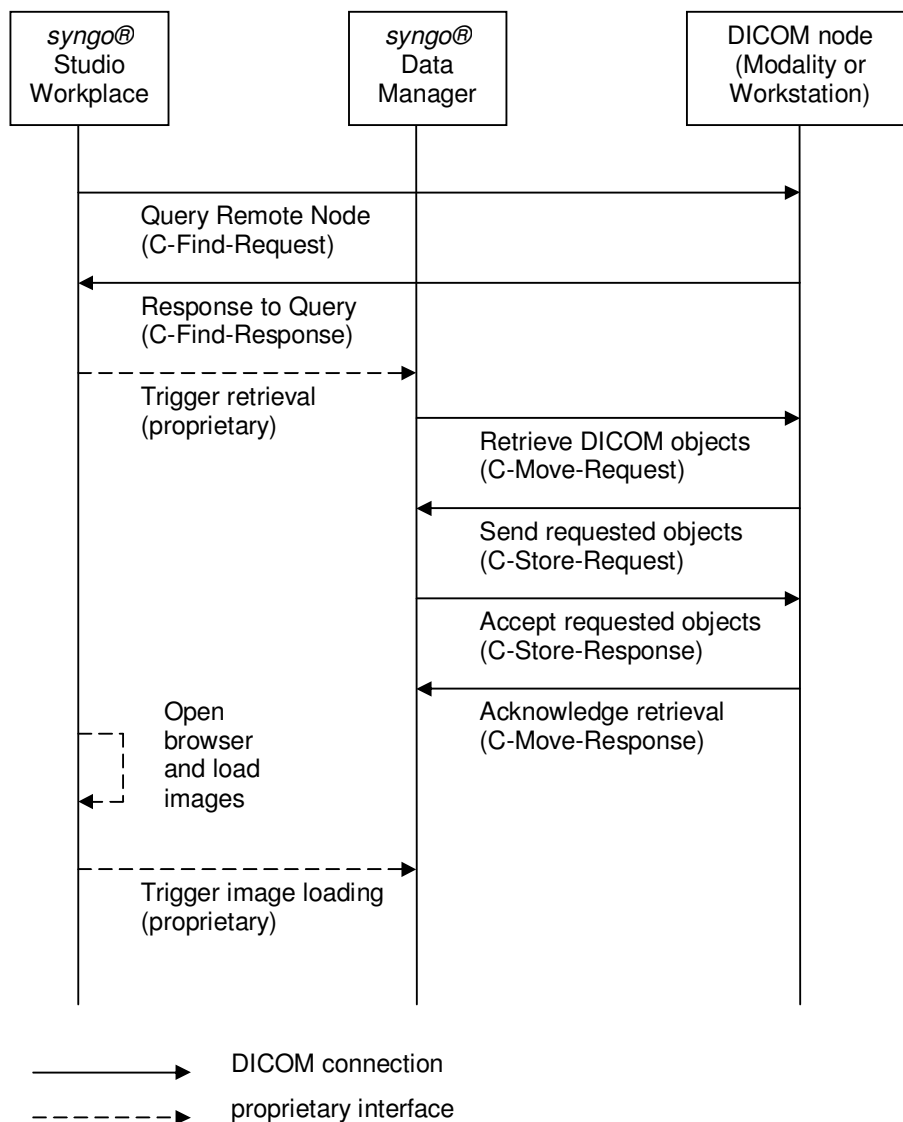 syngo®
Studio
Workplace
syngo®
Data
Manager
DICOM node
(Modality or
Workstation)
Query Remote Node
(C-Find-Request)
Response to Query
(C-Find-Response)
Trigger retrieval
(proprietary)
Retrieve DICOM objects
(C-Move-Request)
Send requested objects
(C-Store-Request)
Accept requested objects
(C-Store-Response)
Acknowledge retrieval
(C-Move-Response)
Open
browser
and load
images
Trigger image loading
(proprietary)
DICOM connection
proprietary interface